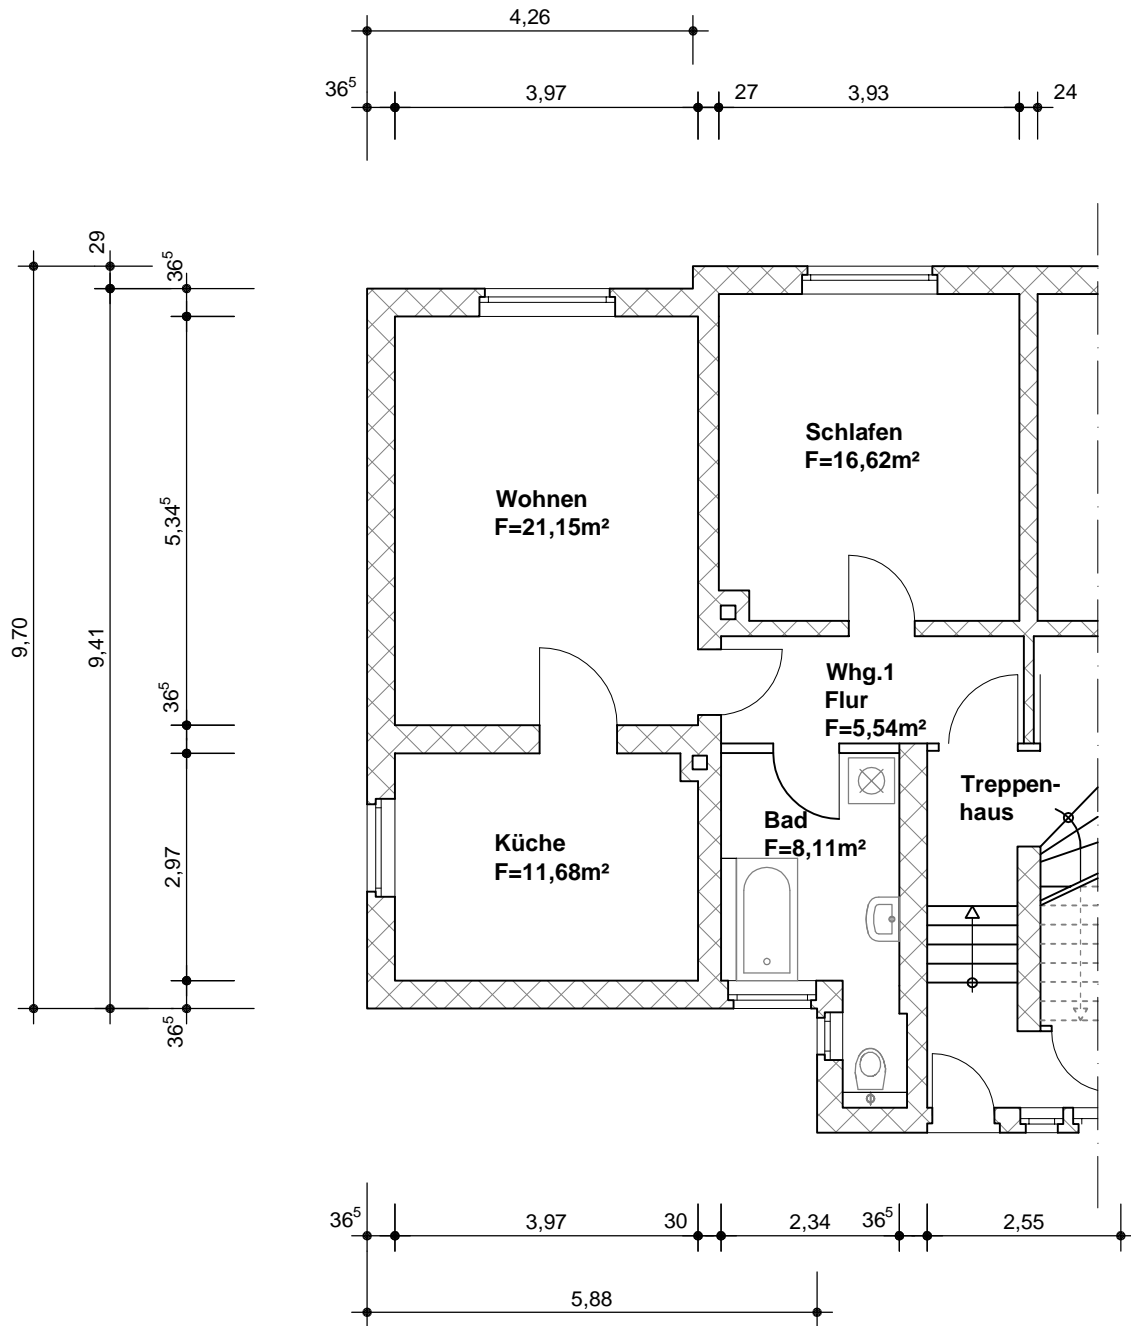 4,26
36⁵ 3,97 27 3,93 24
29
36⁵
5,34⁵
9,70
9,41
36⁵
2,97
36⁵
Schlafen
F=16,62m²
Wohnen
F=21,15m²
Whg.1
Flur
F=5,54m²
Treppen-
haus
Bad
F=8,11m²
Küche
F=11,68m²
36⁵ 3,97 30 2,34 36⁵ 2,55
5,88